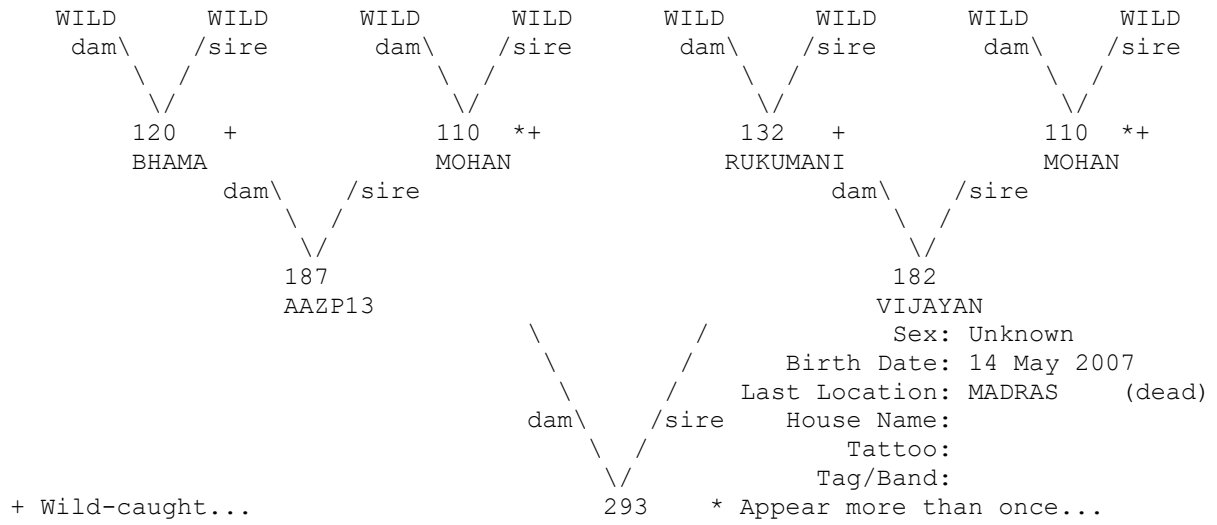 WILD WILD WILD WILD WILD WILD WILD WILD
dam\ /sire dam\ /sire dam\ /sire dam\ /sire
\ / \ / \ / \ /
\/ \/ \/ \/
120 + 110 *+ 132 + 110 *+
BHAMA MOHAN RUKUMANI MOHAN
dam\ /sire dam\ /sire
\ / \ /
\/ \/
187 182
AAZP13 VIJAYAN
\ / Sex: Unknown
\ / Birth Date: 14 May 2007
\ / Last Location: MADRAS (dead)
dam\ /sire House Name:
\ / Tattoo:
\/ Tag/Band:
+ Wild-caught... 293 * Appear more than once...